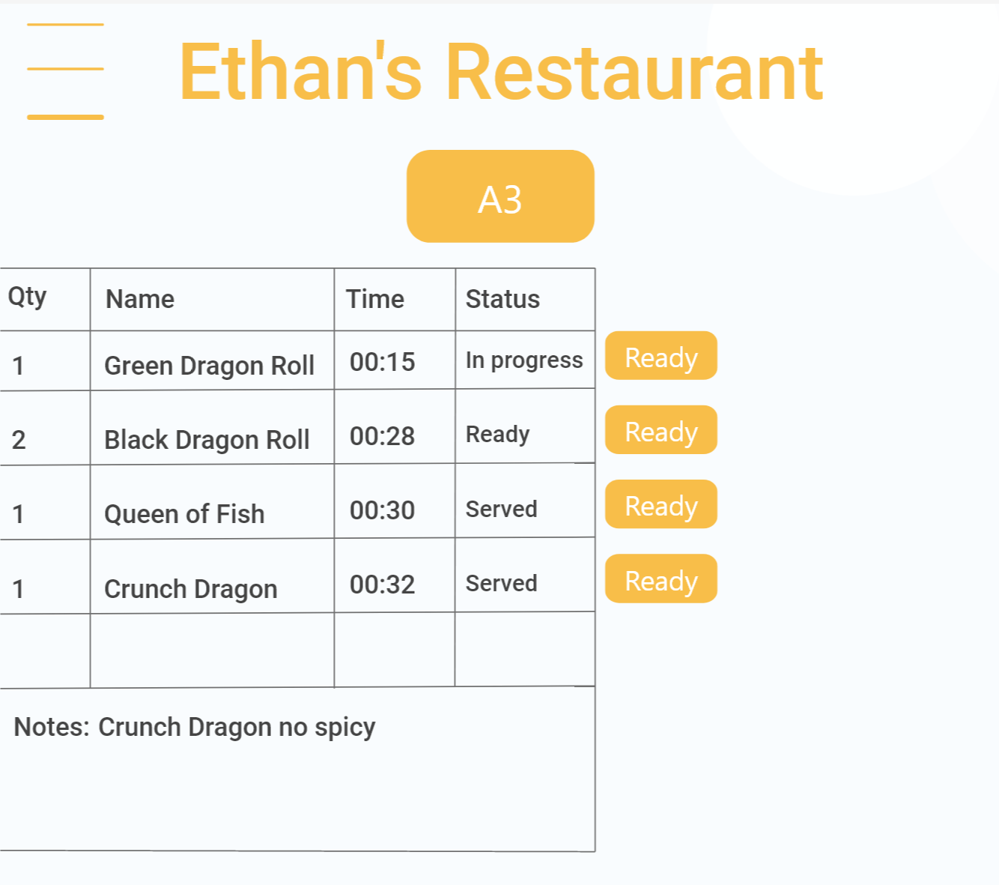 Ethan's Restaurant
A3
Qty Name Time Status
1 Green Dragon Roll 00:15 In progress Ready
2 Black Dragon Roll 00:28 Ready Ready
1 Queen of Fish 00:30 Served Ready
1 Crunch Dragon 00:32 Served Ready
Notes: Crunch Dragon no spicy